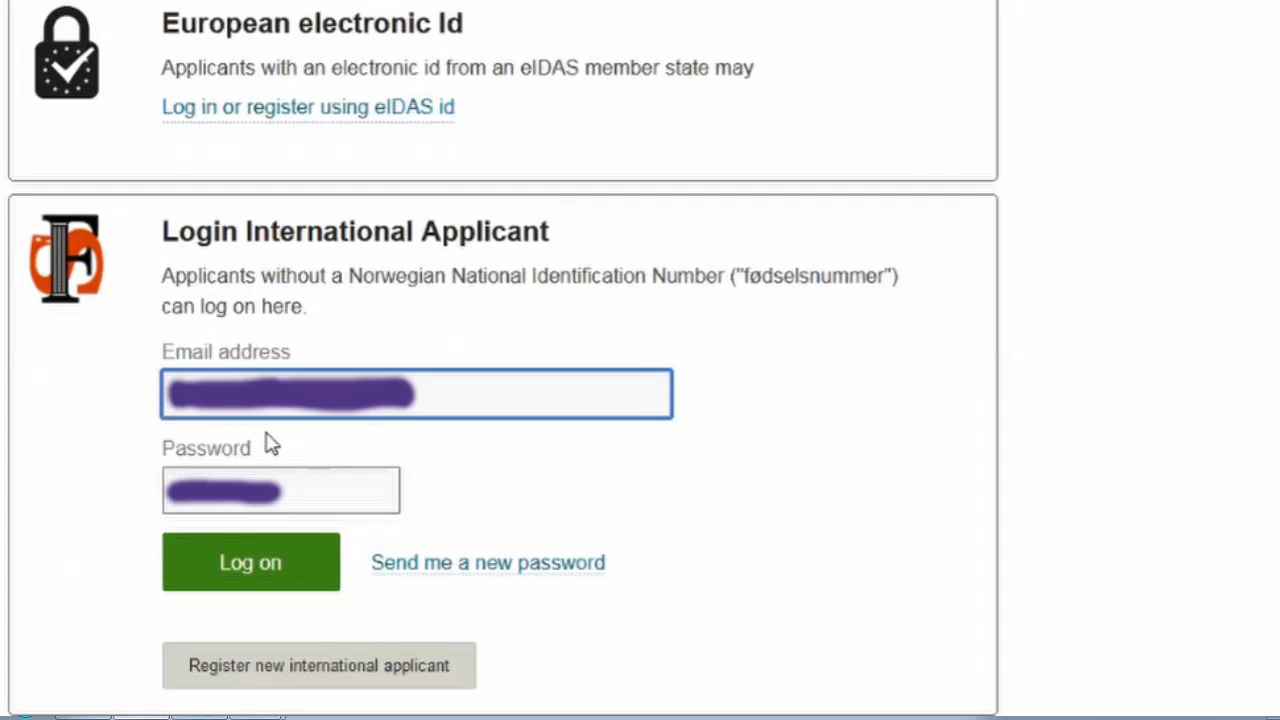 European electronic Id
Applicants with an electronic id from an eIDAS member state may
Log in or register using eIDAS id
Login International Applicant
Applicants without a Norwegian National Identification Number ("fødselsnummer")
can log on here.
Email address
Password
Log on
Send me a new password
Register new international applicant